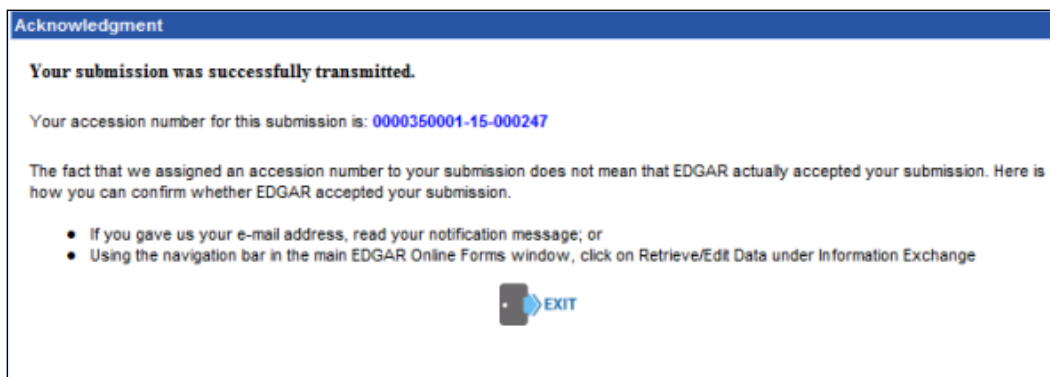 Acknowledgment
Your submission was successfully transmitted.
Your accession number for this submission is: 0000350001-15-000247
The fact that we assigned an accession number to your submission does not mean that EDGAR actually accepted your submission. Here is
how you can confirm whether EDGAR accepted your submission.
● If you gave us your e-mail address, read your notification message; or
● Using the navigation bar in the main EDGAR Online Forms window, click on Retrieve/Edit Data under Information Exchange
EXIT